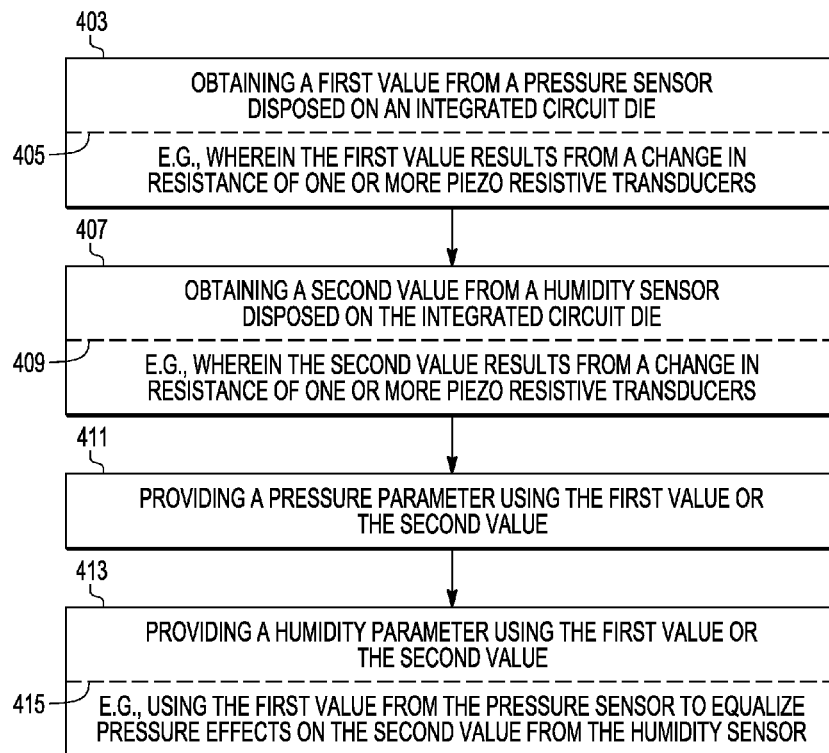 403
OBTAINING A FIRST VALUE FROM A PRESSURE SENSOR
DISPOSED ON AN INTEGRATED CIRCUIT DIE
405
E.G., WHEREIN THE FIRST VALUE RESULTS FROM A CHANGE IN
RESISTANCE OF ONE OR MORE PIEZO RESISTIVE TRANSDUCERS
407
OBTAINING A SECOND VALUE FROM A HUMIDITY SENSOR
DISPOSED ON THE INTEGRATED CIRCUIT DIE
409
E.G., WHEREIN THE SECOND VALUE RESULTS FROM A CHANGE IN
RESISTANCE OF ONE OR MORE PIEZO RESISTIVE TRANSDUCERS
411
PROVIDING A PRESSURE PARAMETER USING THE FIRST VALUE OR
THE SECOND VALUE
413
PROVIDING A HUMIDITY PARAMETER USING THE FIRST VALUE OR
THE SECOND VALUE
415
E.G., USING THE FIRST VALUE FROM THE PRESSURE SENSOR TO EQUALIZE
PRESSURE EFFECTS ON THE SECOND VALUE FROM THE HUMIDITY SENSOR